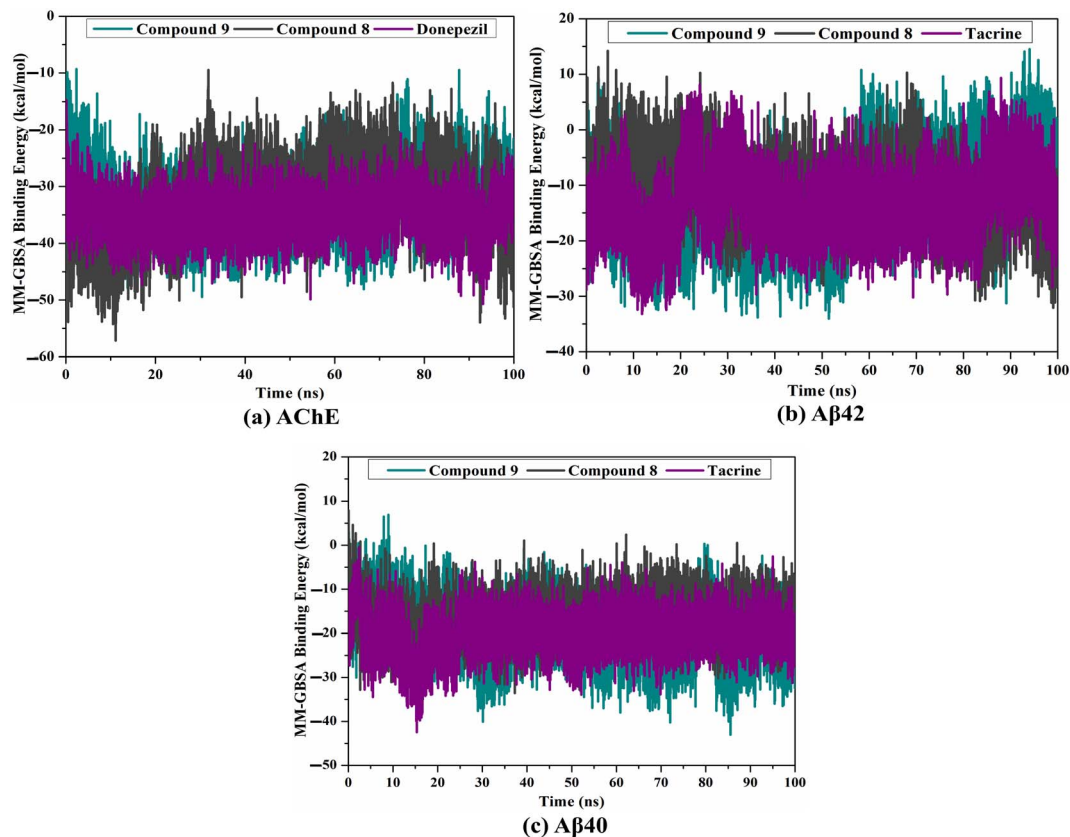 Compound 9 Compound 8 Donepezil
MM-GBSA Binding Energy (kcal/mol)
0
−10
−20
−30
−40
−50
−60
0 20 40 60 80 100
Time (ns)
(a) AChE
Compound 9 Compound 8 Tacrine
MM-GBSA Binding Energy (kcal/mol)
20
10
0
−10
−20
−30
−40
0 10 20 30 40 50 60 70 80 90 100
Time (ns)
(b) Aβ42
Compound 9 Compound 8 Tacrine
MM-GBSA Binding Energy (kcal/mol)
20
10
0
−10
−20
−30
−40
−50
0 10 20 30 40 50 60 70 80 90 100
Time (ns)
(c) Aβ40